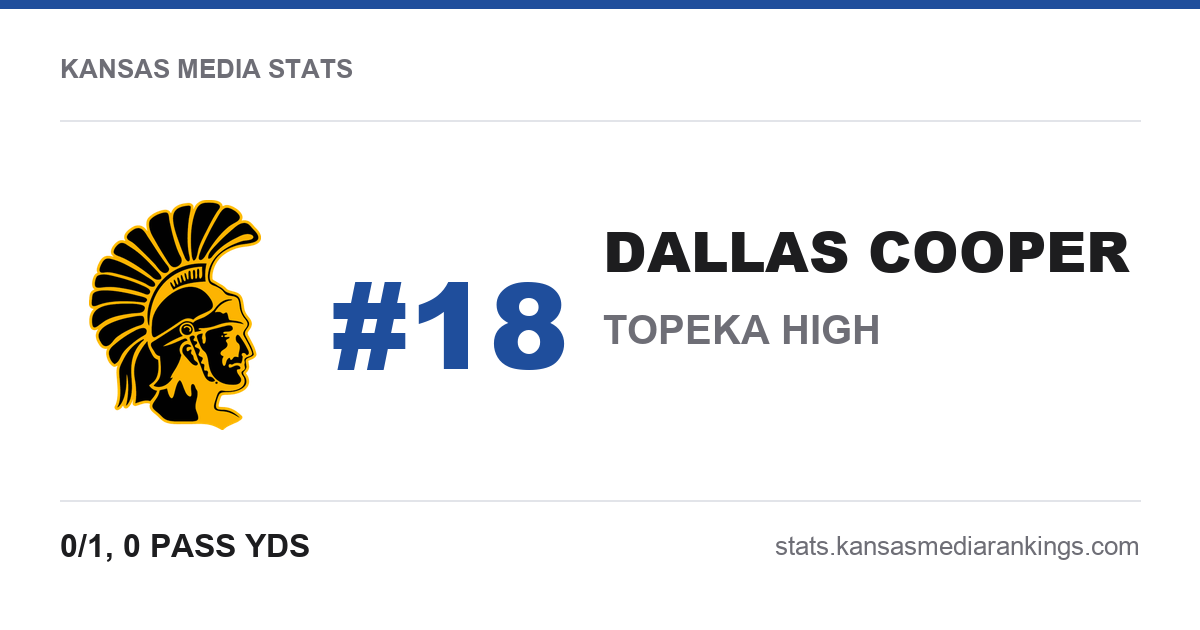 KANSAS MEDIA STATS
#18
DALLAS COOPER
TOPEKA HIGH
0/1, 0 PASS YDS
stats.kansasmediarankings.com